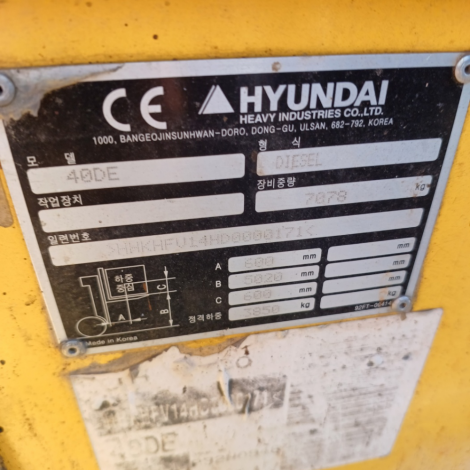 CE HYUNDAI
HEAVY INDUSTRIES CO.,LTD.
1000, BANGEOJINSUNHWAN-DORO, DONG-GU, ULSAN, 682-792, KOREA
모 델
형 식
40DE
DIESEL
작업장치
장비중량
7078 kg
일련번호
>HHKHFV14HD0000171<
하중
중심
C
A
B
A 600 mm mm
B 5020 mm mm
C 600 mm mm
정격하중 3850 kg kg
Made in Korea
40DE